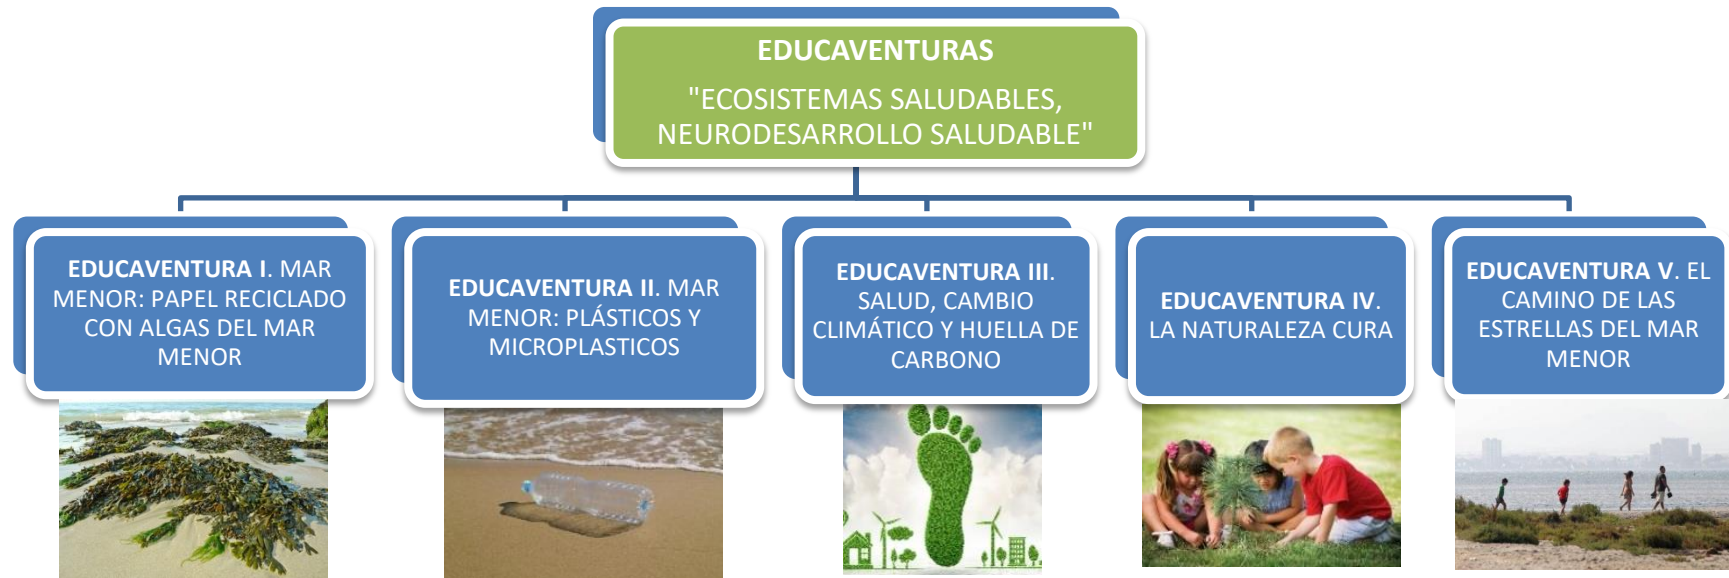 EDUCAVENTURAS
"ECOSISTEMAS SALUDABLES,
NEURODESARROLLO SALUDABLE"
EDUCAVENTURA I. MAR
MENOR: PAPEL RECICLADO
CON ALGAS DEL MAR
MENOR
EDUCAVENTURA II. MAR
MENOR: PLÁSTICOS Y
MICROPLASTICOS
EDUCAVENTURA III.
SALUD, CAMBIO
CLIMÁTICO Y HUELLA DE
CARBONO
EDUCAVENTURA IV.
LA NATURALEZA CURA
EDUCAVENTURA V. EL
CAMINO DE LAS
ESTRELLAS DEL MAR
MENOR